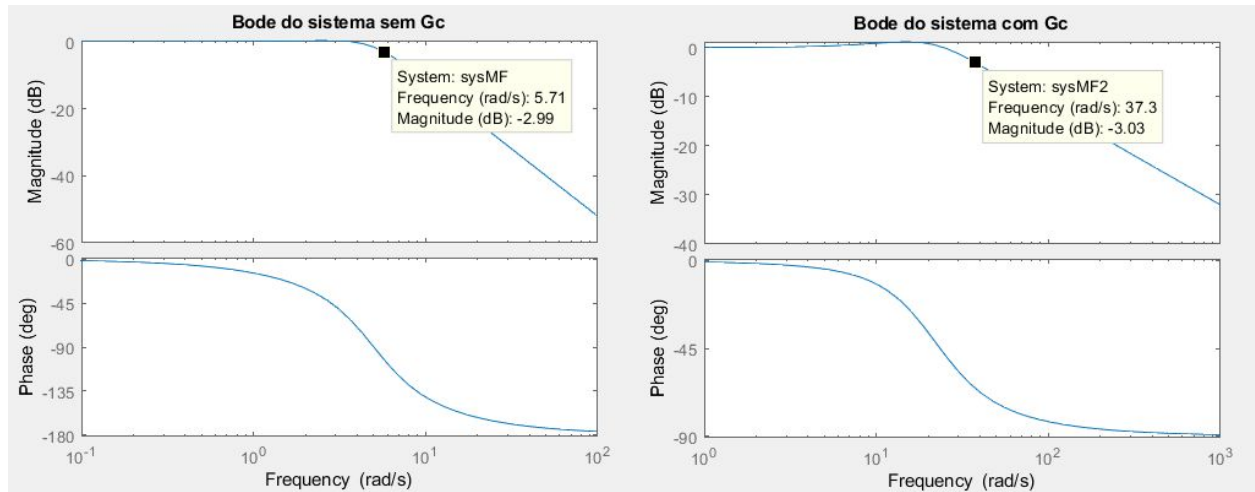 Bode do sistema sem Gc
Magnitude (dB)
0
-20
-40
-60
System: sysMF
Frequency (rad/s): 5.71
Magnitude (dB): -2.99
Phase (deg)
0
-45
-90
-135
-180
10^-1
10^0
10^1
10^2
Frequency (rad/s)
Bode do sistema com Gc
Magnitude (dB)
0
-10
-20
-30
-40
System: sysMF2
Frequency (rad/s): 37.3
Magnitude (dB): -3.03
Phase (deg)
0
-45
-90
10^0
10^1
10^2
10^3
Frequency (rad/s)